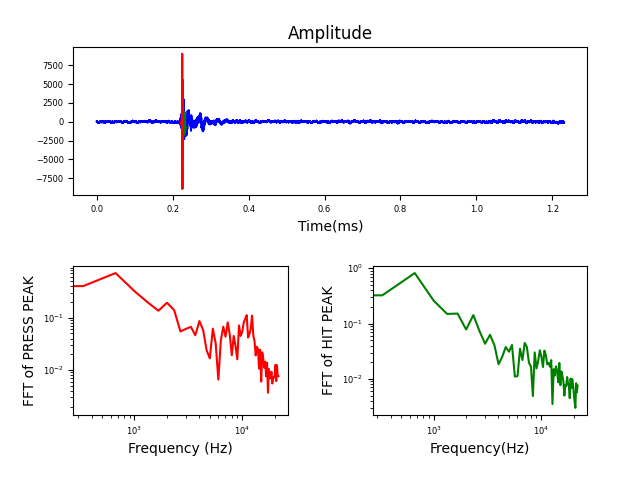 Amplitude
7500
5000
2500
0
−2500
−5000
−7500
0.0 0.2 0.4 0.6 0.8 1.0 1.2
Time(ms)
FFT of PRESS PEAK
10⁻¹
10⁻²
10³ 10⁴
Frequency (Hz)
FFT of HIT PEAK
10⁰
10⁻¹
10⁻²
10³ 10⁴
Frequency(Hz)